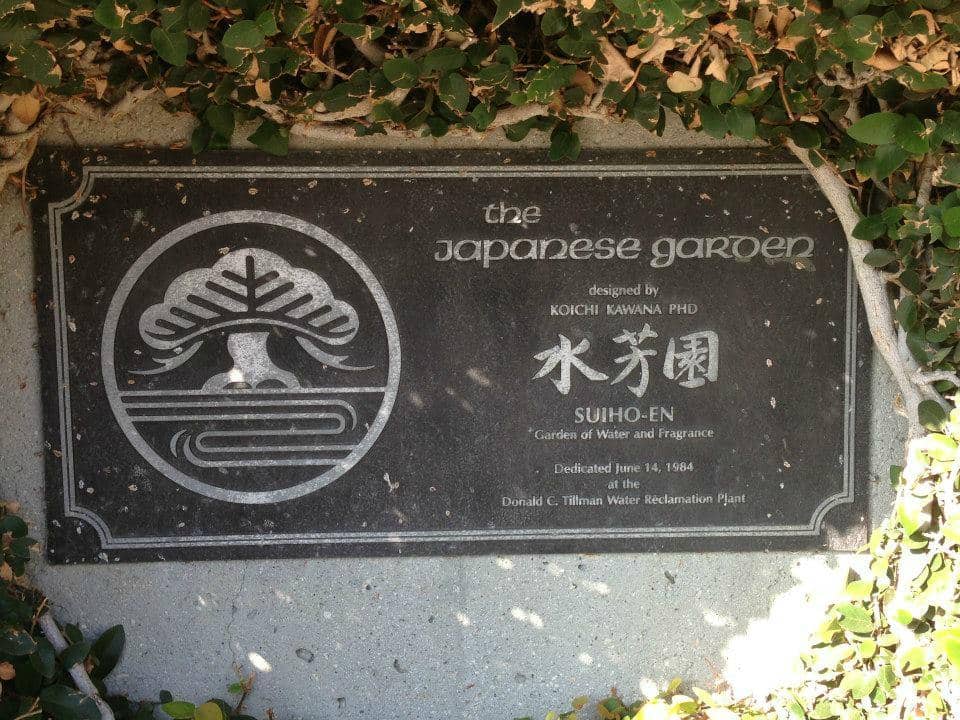 the
Japanese Garden
designed by
KOICHI KAWANA PHD
水芳園
SUIHO-EN
Garden of Water and Fragrance
Dedicated June 14, 1984
at the
Donald C. Tillman Water Reclamation Plant